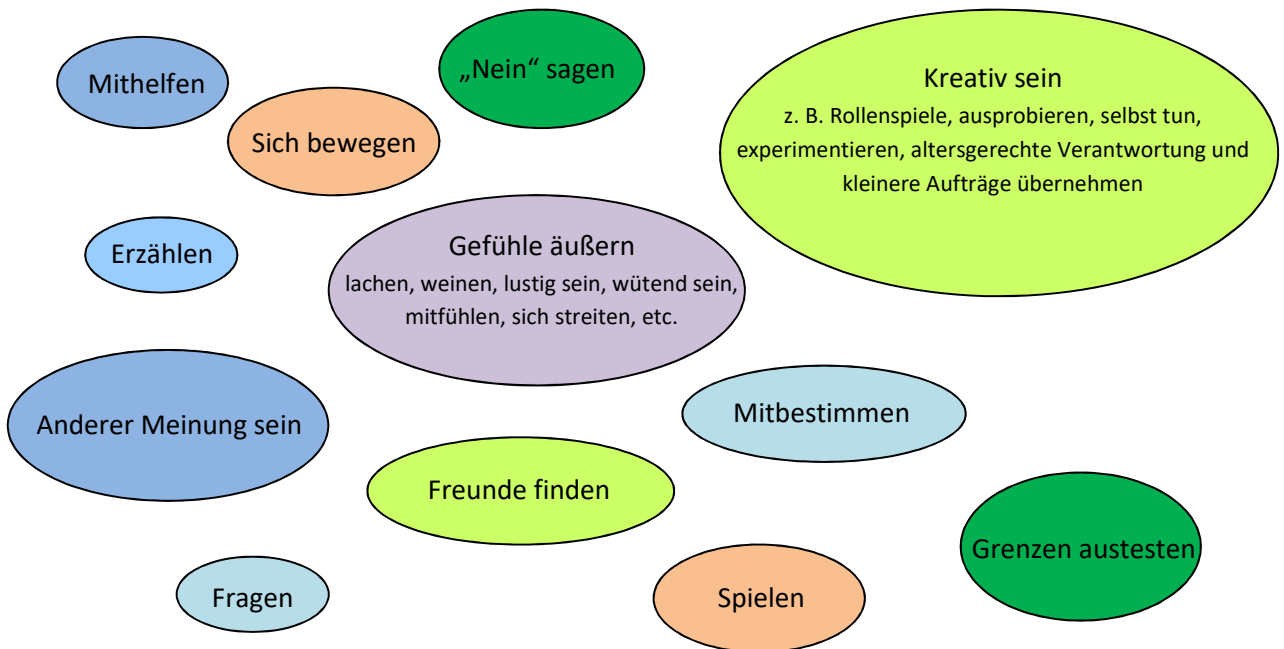 Mithelfen
„Nein“ sagen
Kreativ sein
z. B. Rollenspiele, ausprobieren, selbst tun,
experimentieren, altersgerechte Verantwortung und
kleinere Aufträge übernehmen
Sich bewegen
Erzählen
Gefühle äußern
lachen, weinen, lustig sein, wütend sein,
mitfühlen, sich streiten, etc.
Anderer Meinung sein
Mitbestimmen
Freunde finden
Grenzen austesten
Fragen
Spielen